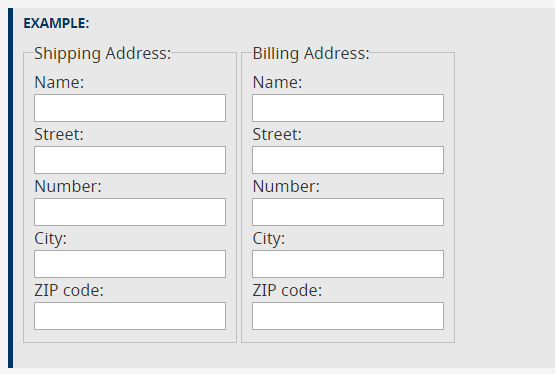 EXAMPLE:
Shipping Address:
Name:
Street:
Number:
City:
ZIP code:
Billing Address:
Name:
Street:
Number:
City:
ZIP code: